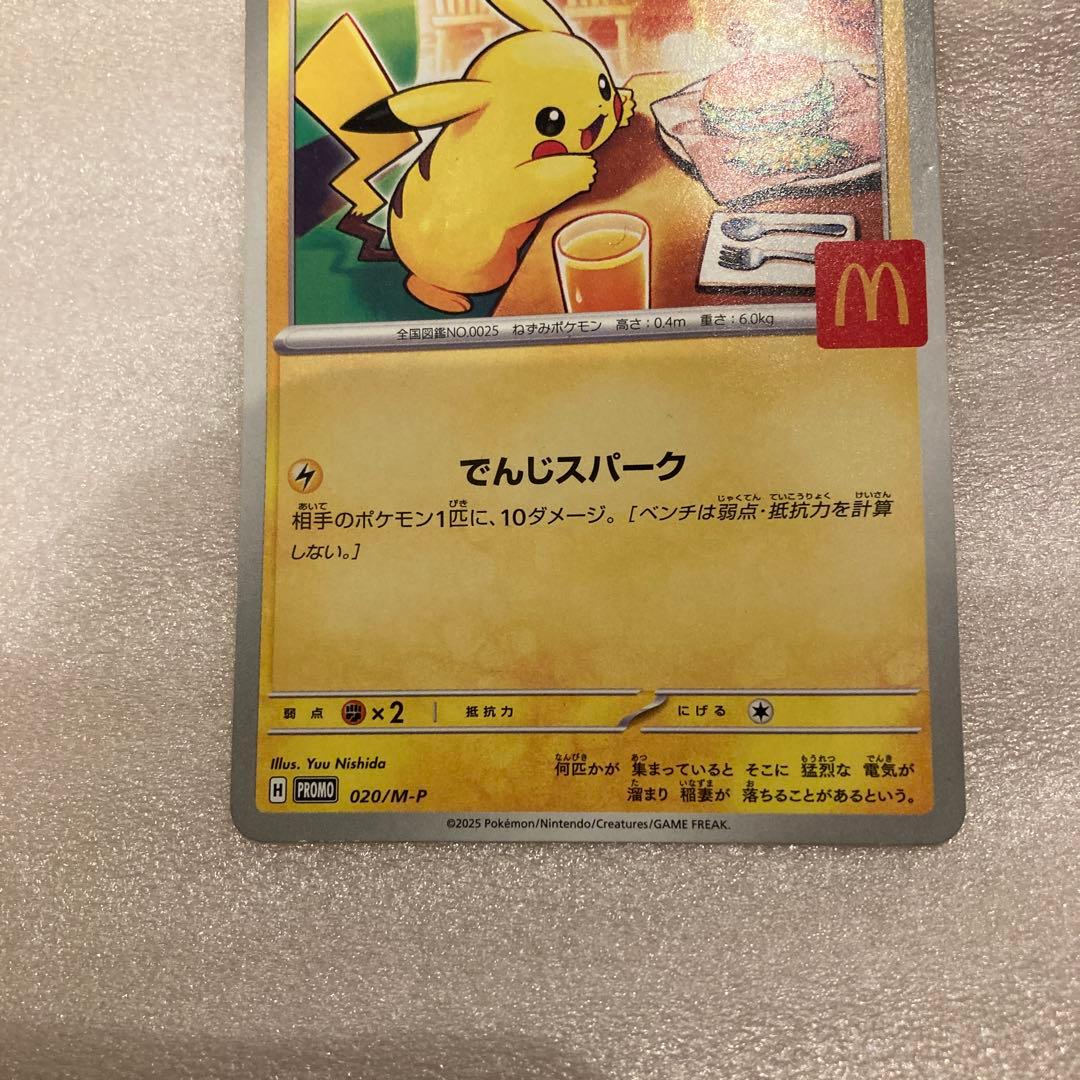 全国図鑑NO.0025 ねずみポケモン 高さ:0.4m 重さ:6.0kg
でんじスパーク
相手のポケモン1匹に、10ダメージ。[ベンチは弱点・抵抗力を計算
しない。]
弱点 ×2 抵抗力 にげる
Illus. Yuu Nishida
何匹かが 集まっていると そこに 猛烈な 電気が
溜まり 稲妻が 落ちることがあるという。
H PROMO 020/M-P
©2025 Pokémon/Nintendo/Creatures/GAME FREAK.